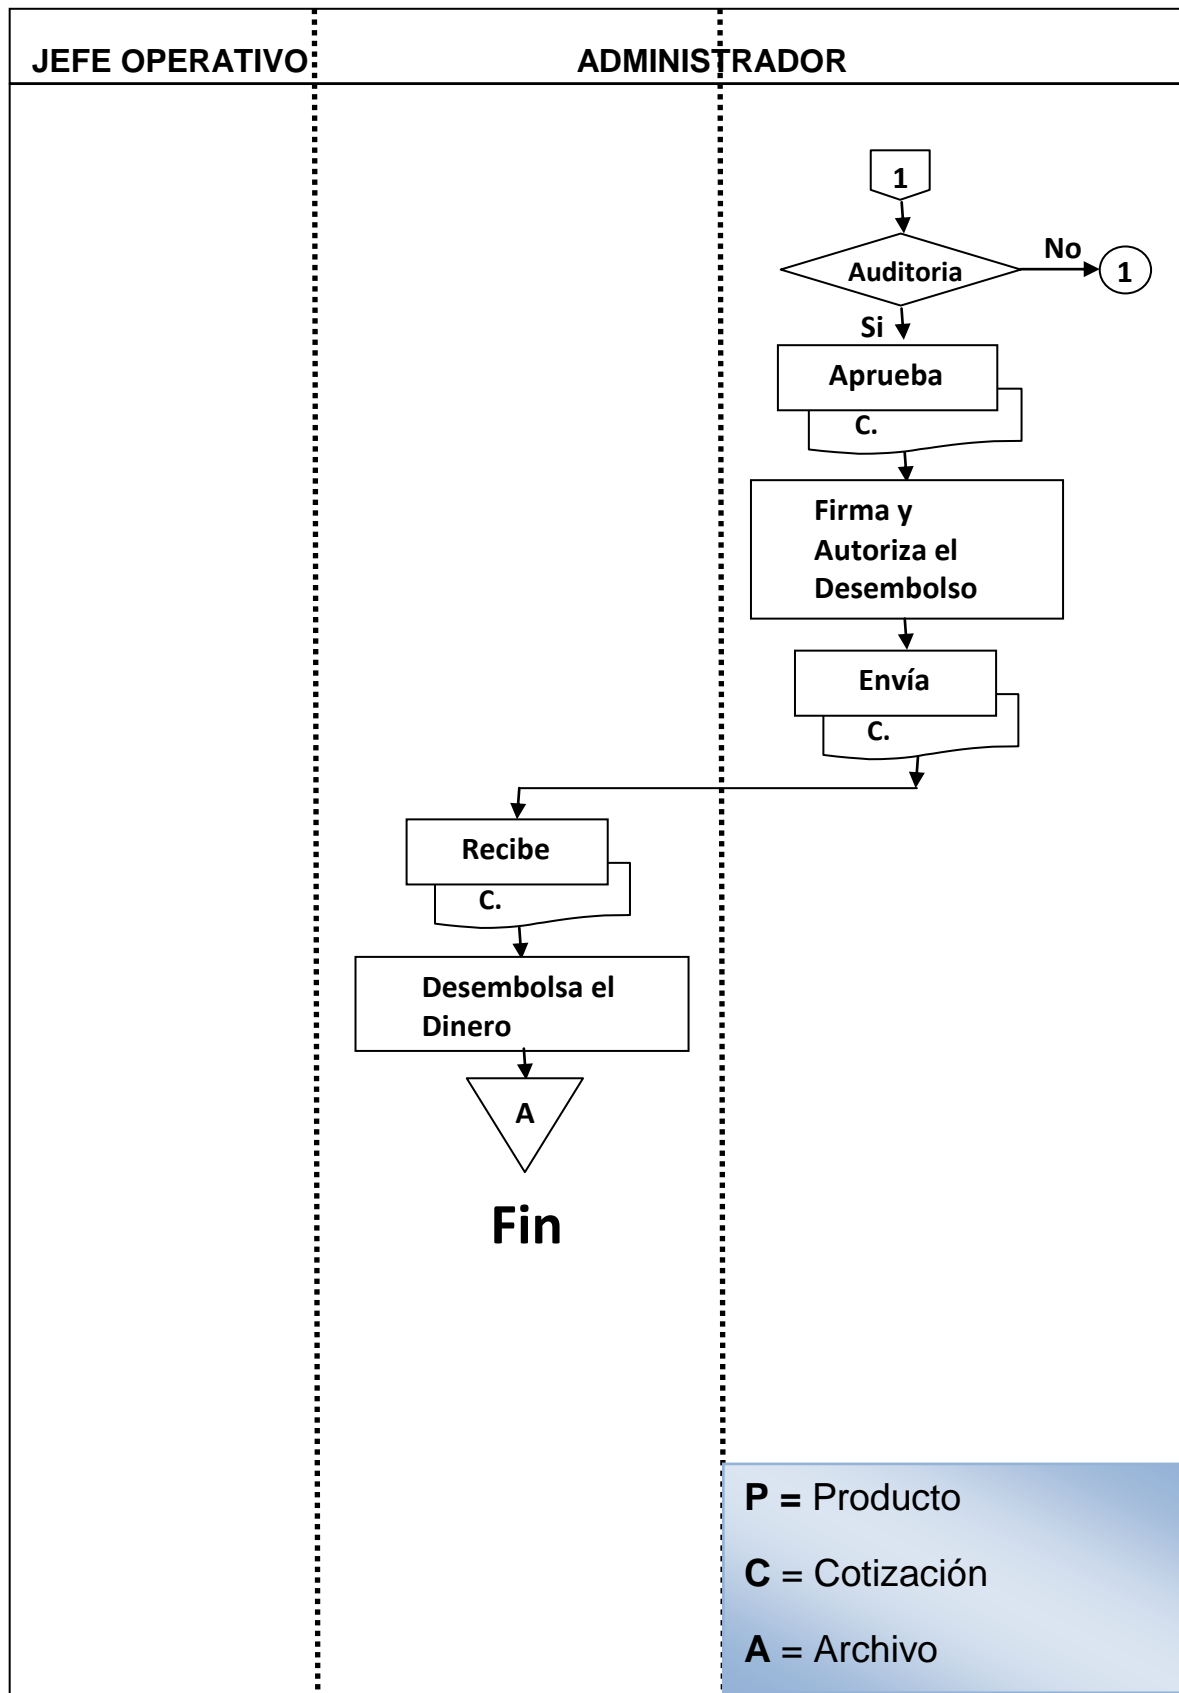 JEFE OPERATIVO
ADMINISTRADOR
1
Auditoria
No
1
Si
Aprueba
C.
Firma y
Autoriza el
Desembolso
Envía
C.
Recibe
C.
Desembolsa el
Dinero
A
Fin
P = Producto
C = Cotización
A = Archivo